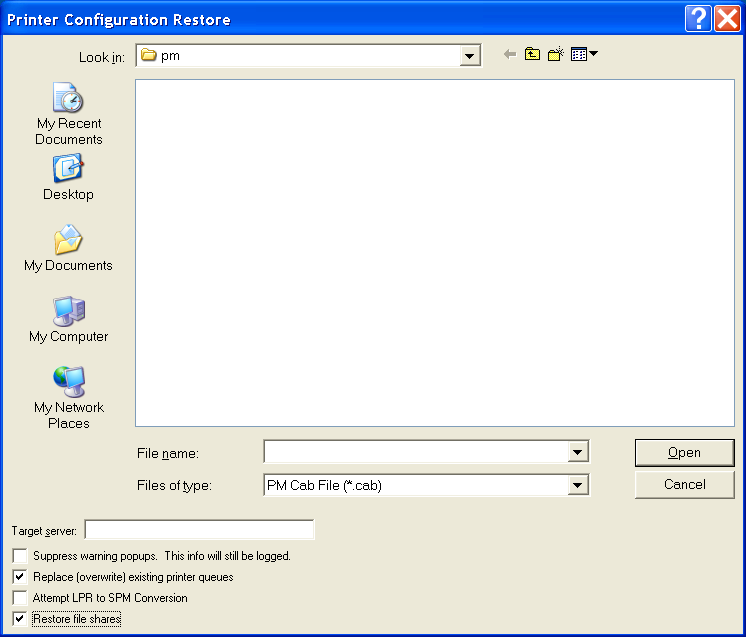 Printer Configuration Restore
Look in: pm
My Recent
Documents
Desktop
My Documents
My Computer
My Network
Places
File name:
Open
Files of type: PM Cab File (*.cab)
Cancel
Target server:
Suppress warning popups. This info will still be logged.
Replace (overwrite) existing printer queues
Attempt LPR to SPM Conversion
Restore file shares